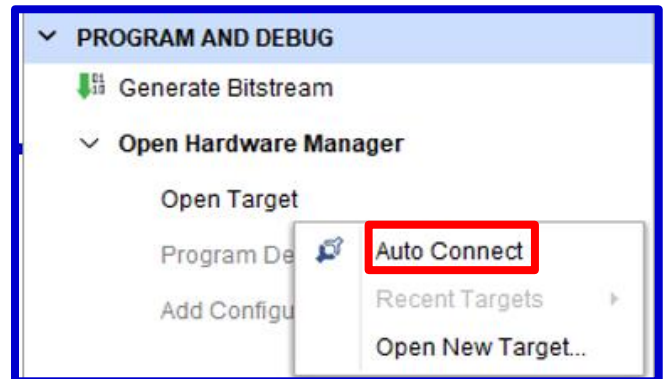 PROGRAM AND DEBUG
Generate Bitstream
Open Hardware Manager
Open Target
Program De
Auto Connect
Add Configu
Recent Targets
Open New Target...